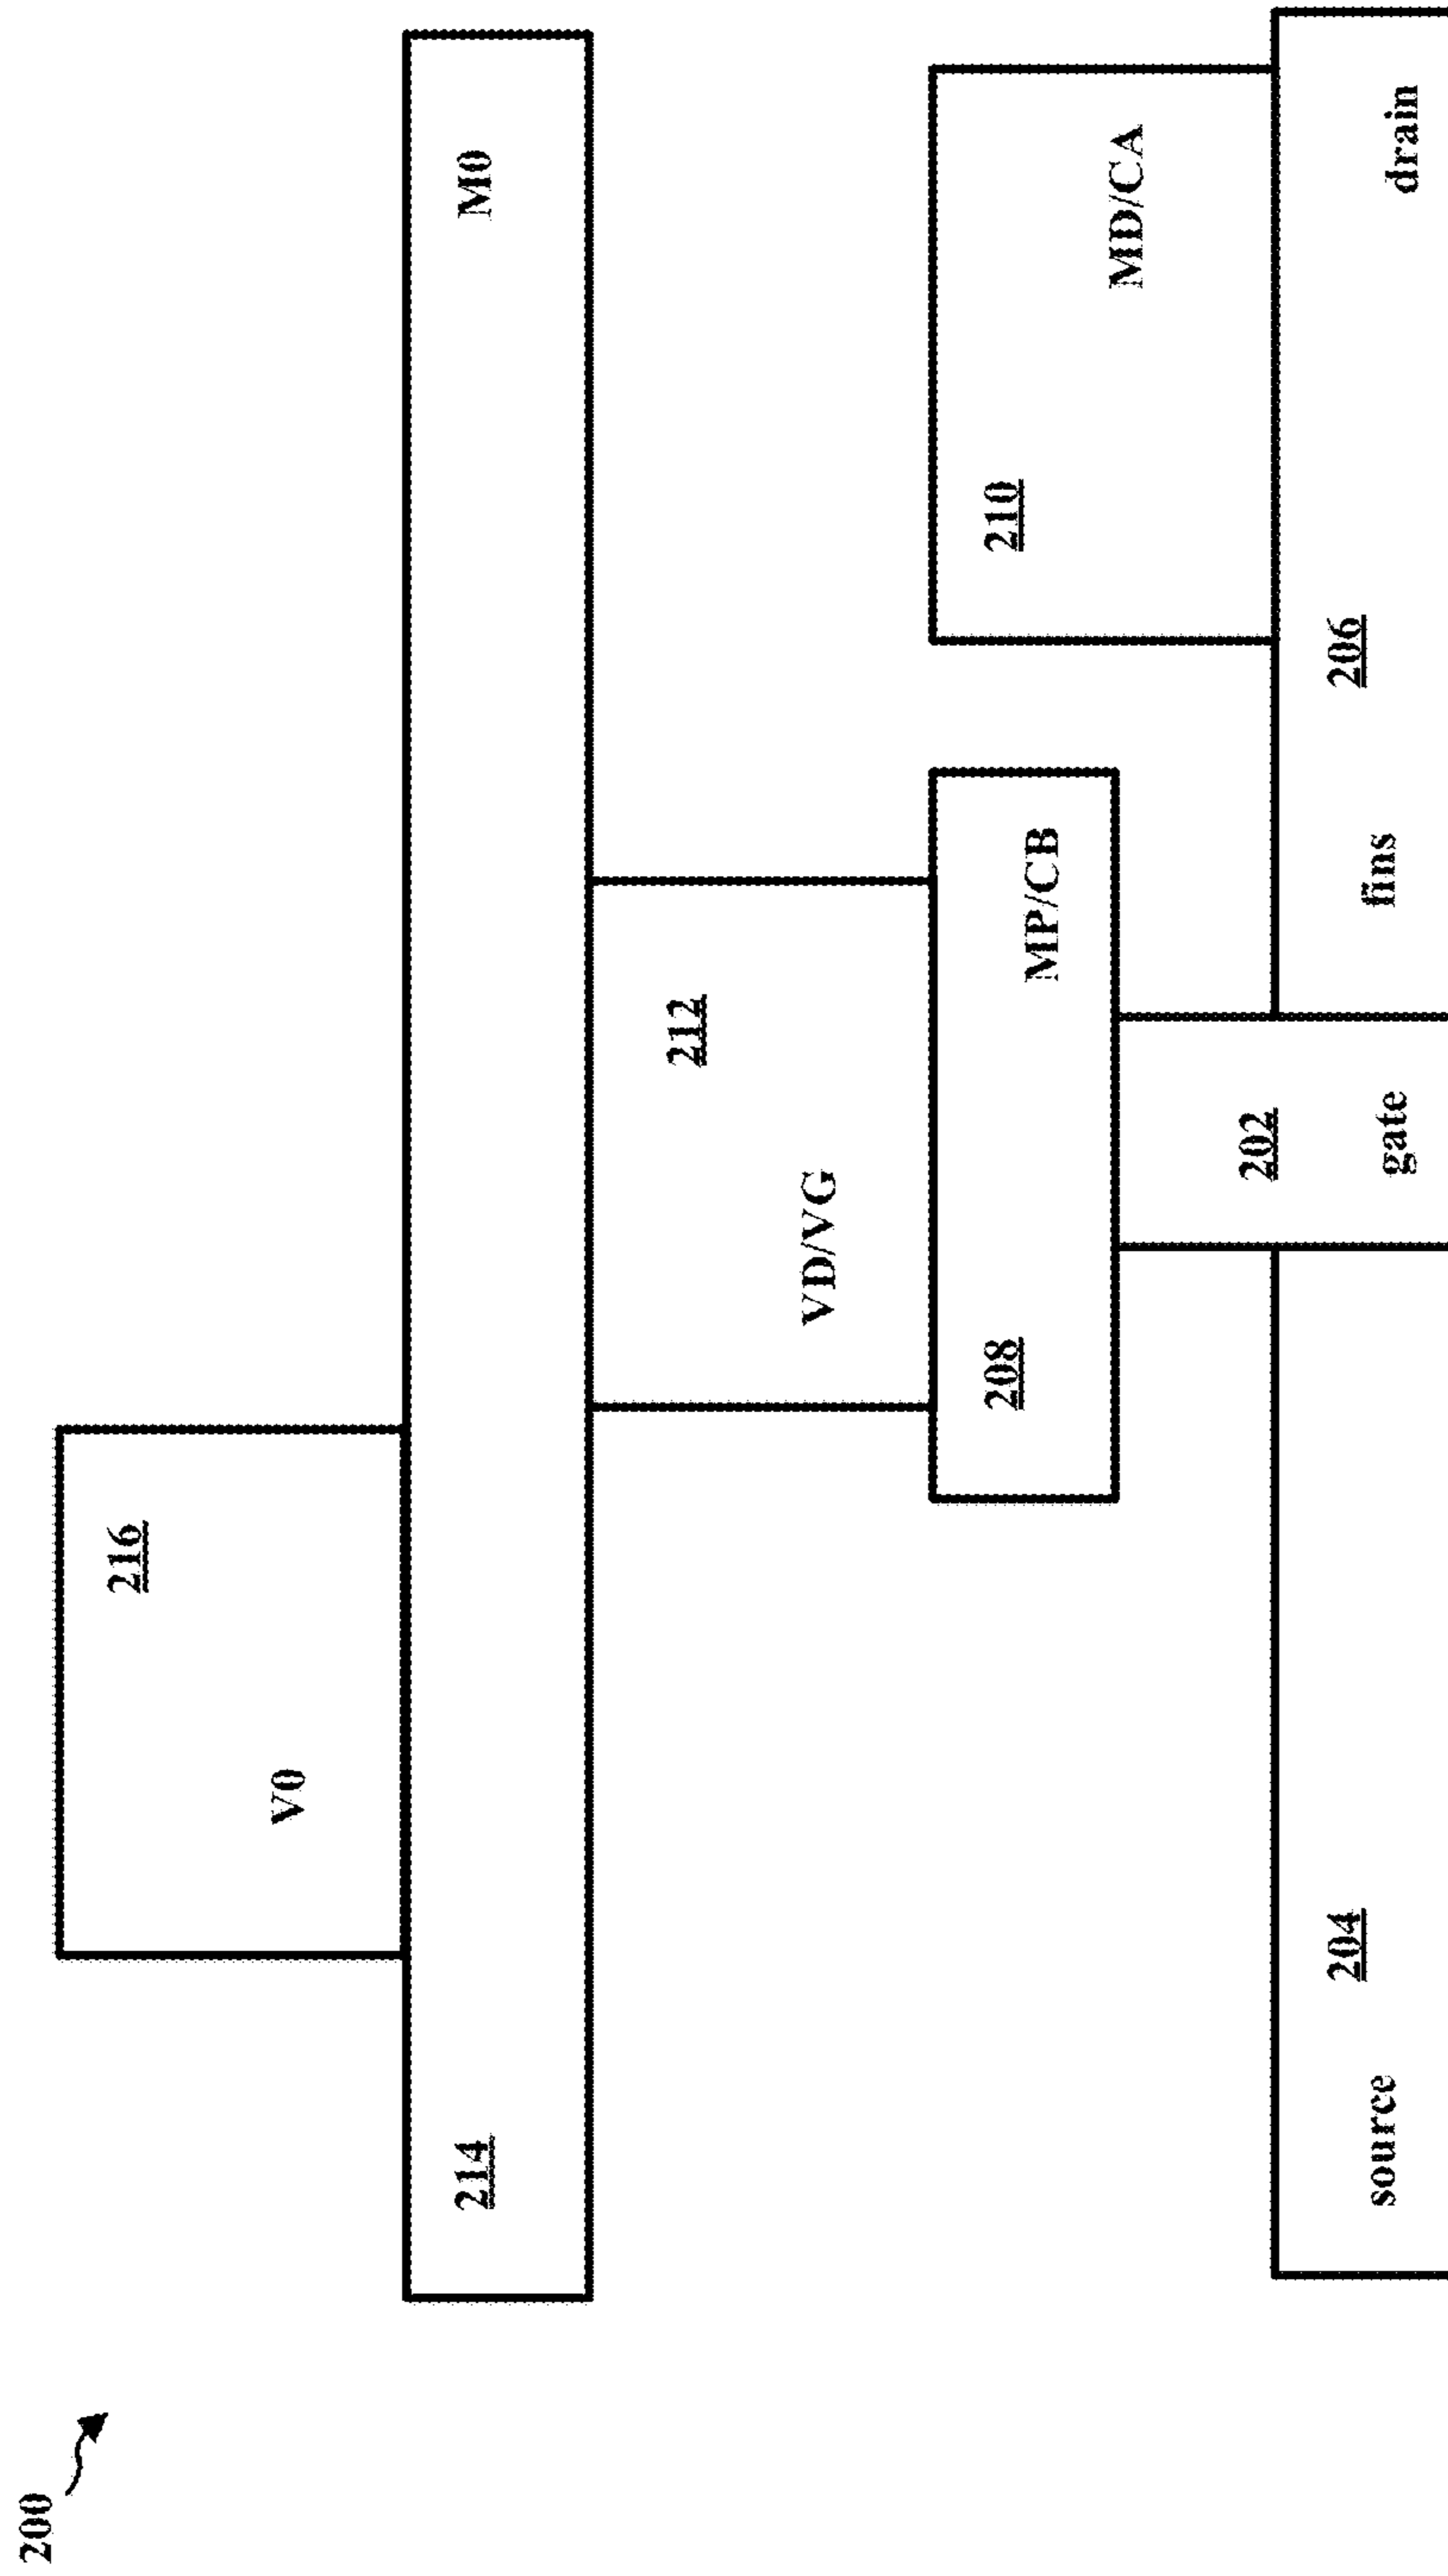 200
216
V0
214
M0
212
VD/VG
208
MP/CB
210
MD/CA
202
gate
204
source
206
fins
drain